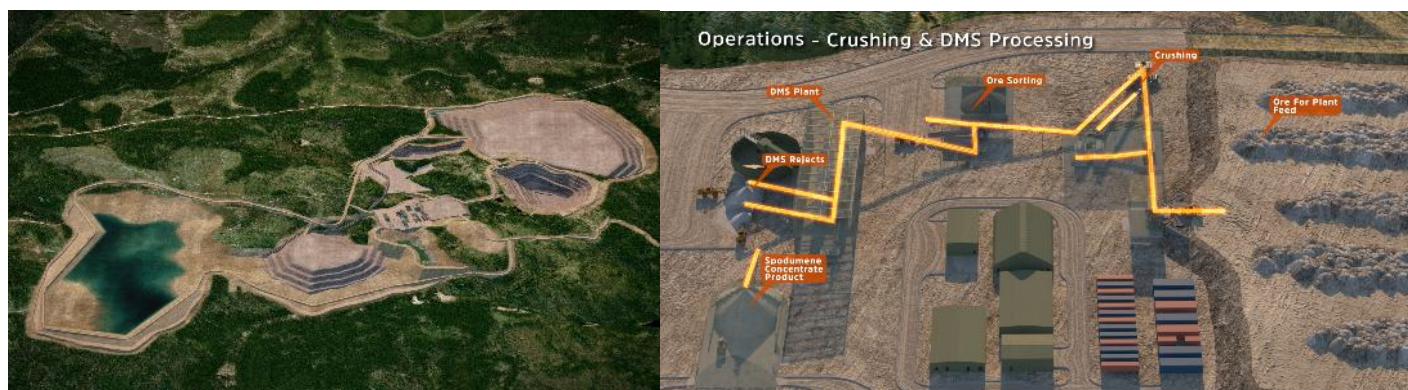 Operations - Crushing & DMS Processing
Crushing
Ore Sorting
DMS Plant
Ore For Plant
Feed
DMS Rejects
Spodumene
Concentrate
Product